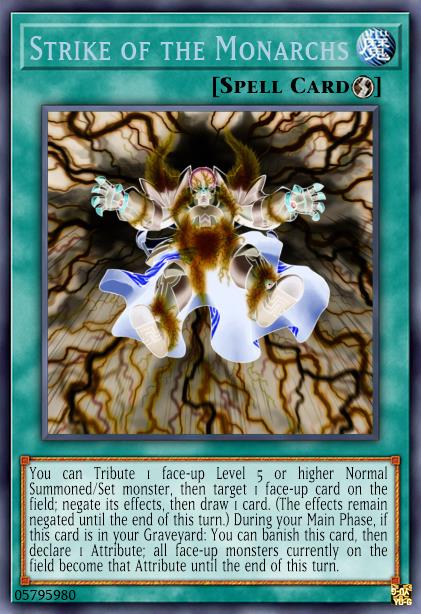 Strike of the Monarchs
魔
[Spell Card]
You can Tribute 1 face-up Level 5 or higher Normal
Summoned/Set monster, then target 1 face-up card on the
field; negate its effects, then draw 1 card. (The effects remain
negated until the end of this turn.) During your Main Phase, if
this card is in your Graveyard: You can banish this card, then
declare 1 Attribute; all face-up monsters currently on the
field become that Attribute until the end of this turn.
05795980